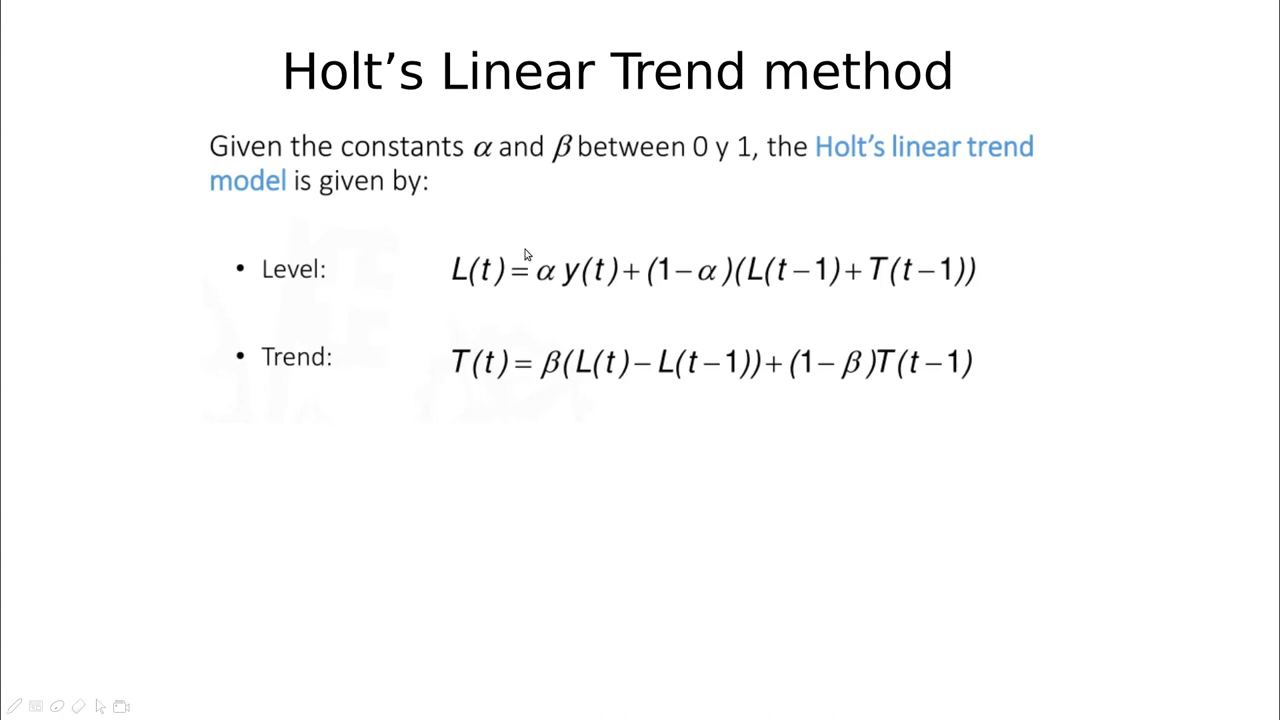 Holt’s Linear Trend method
Given the constants α and β between 0 y 1, the Holt’s linear trend
model is given by:
• Level: L(t)=α y(t)+(1−α)(L(t−1)+T(t−1))
• Trend: T(t)=β(L(t)−L(t−1))+(1−β)T(t−1)